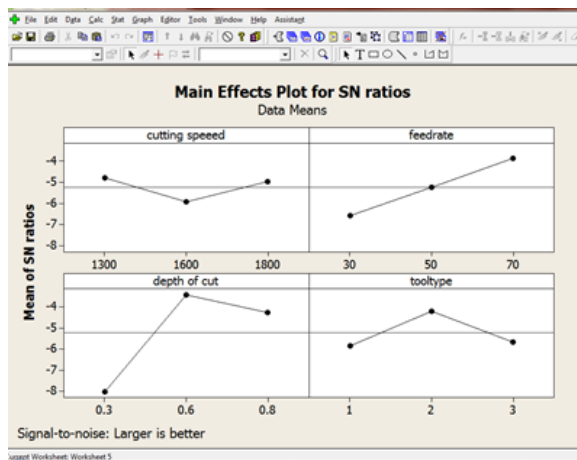 File Edit Data Calc Stat Graph Editor Tools Window Help Assistant
Main Effects Plot for SN ratios
Data Means
cutting speeed feedrate
Mean of SN ratios
-4
-5
-6
-7
-8
1300 1600 1800 30 50 70
depth of cut tooltype
-4
-5
-6
-7
-8
0.3 0.6 0.8 1 2 3
Signal-to-noise: Larger is better
Worksheet: Worksheet 5